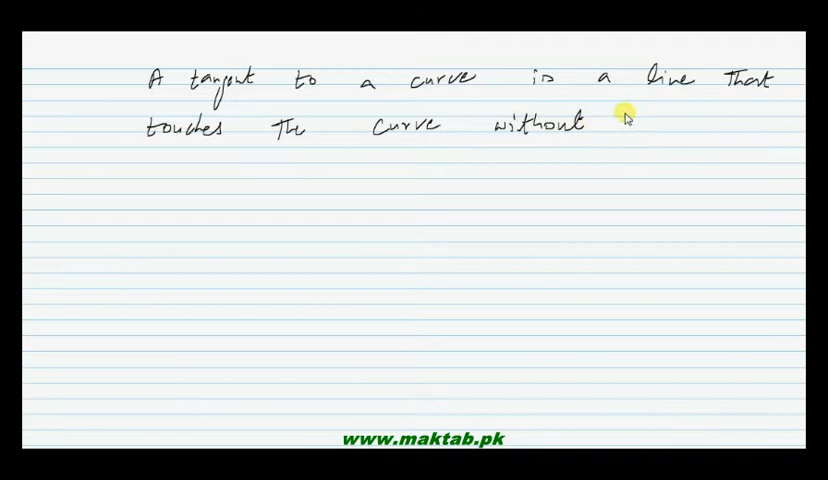 A tangent to a curve is a line that
touches the curve without
www.maktab.pk